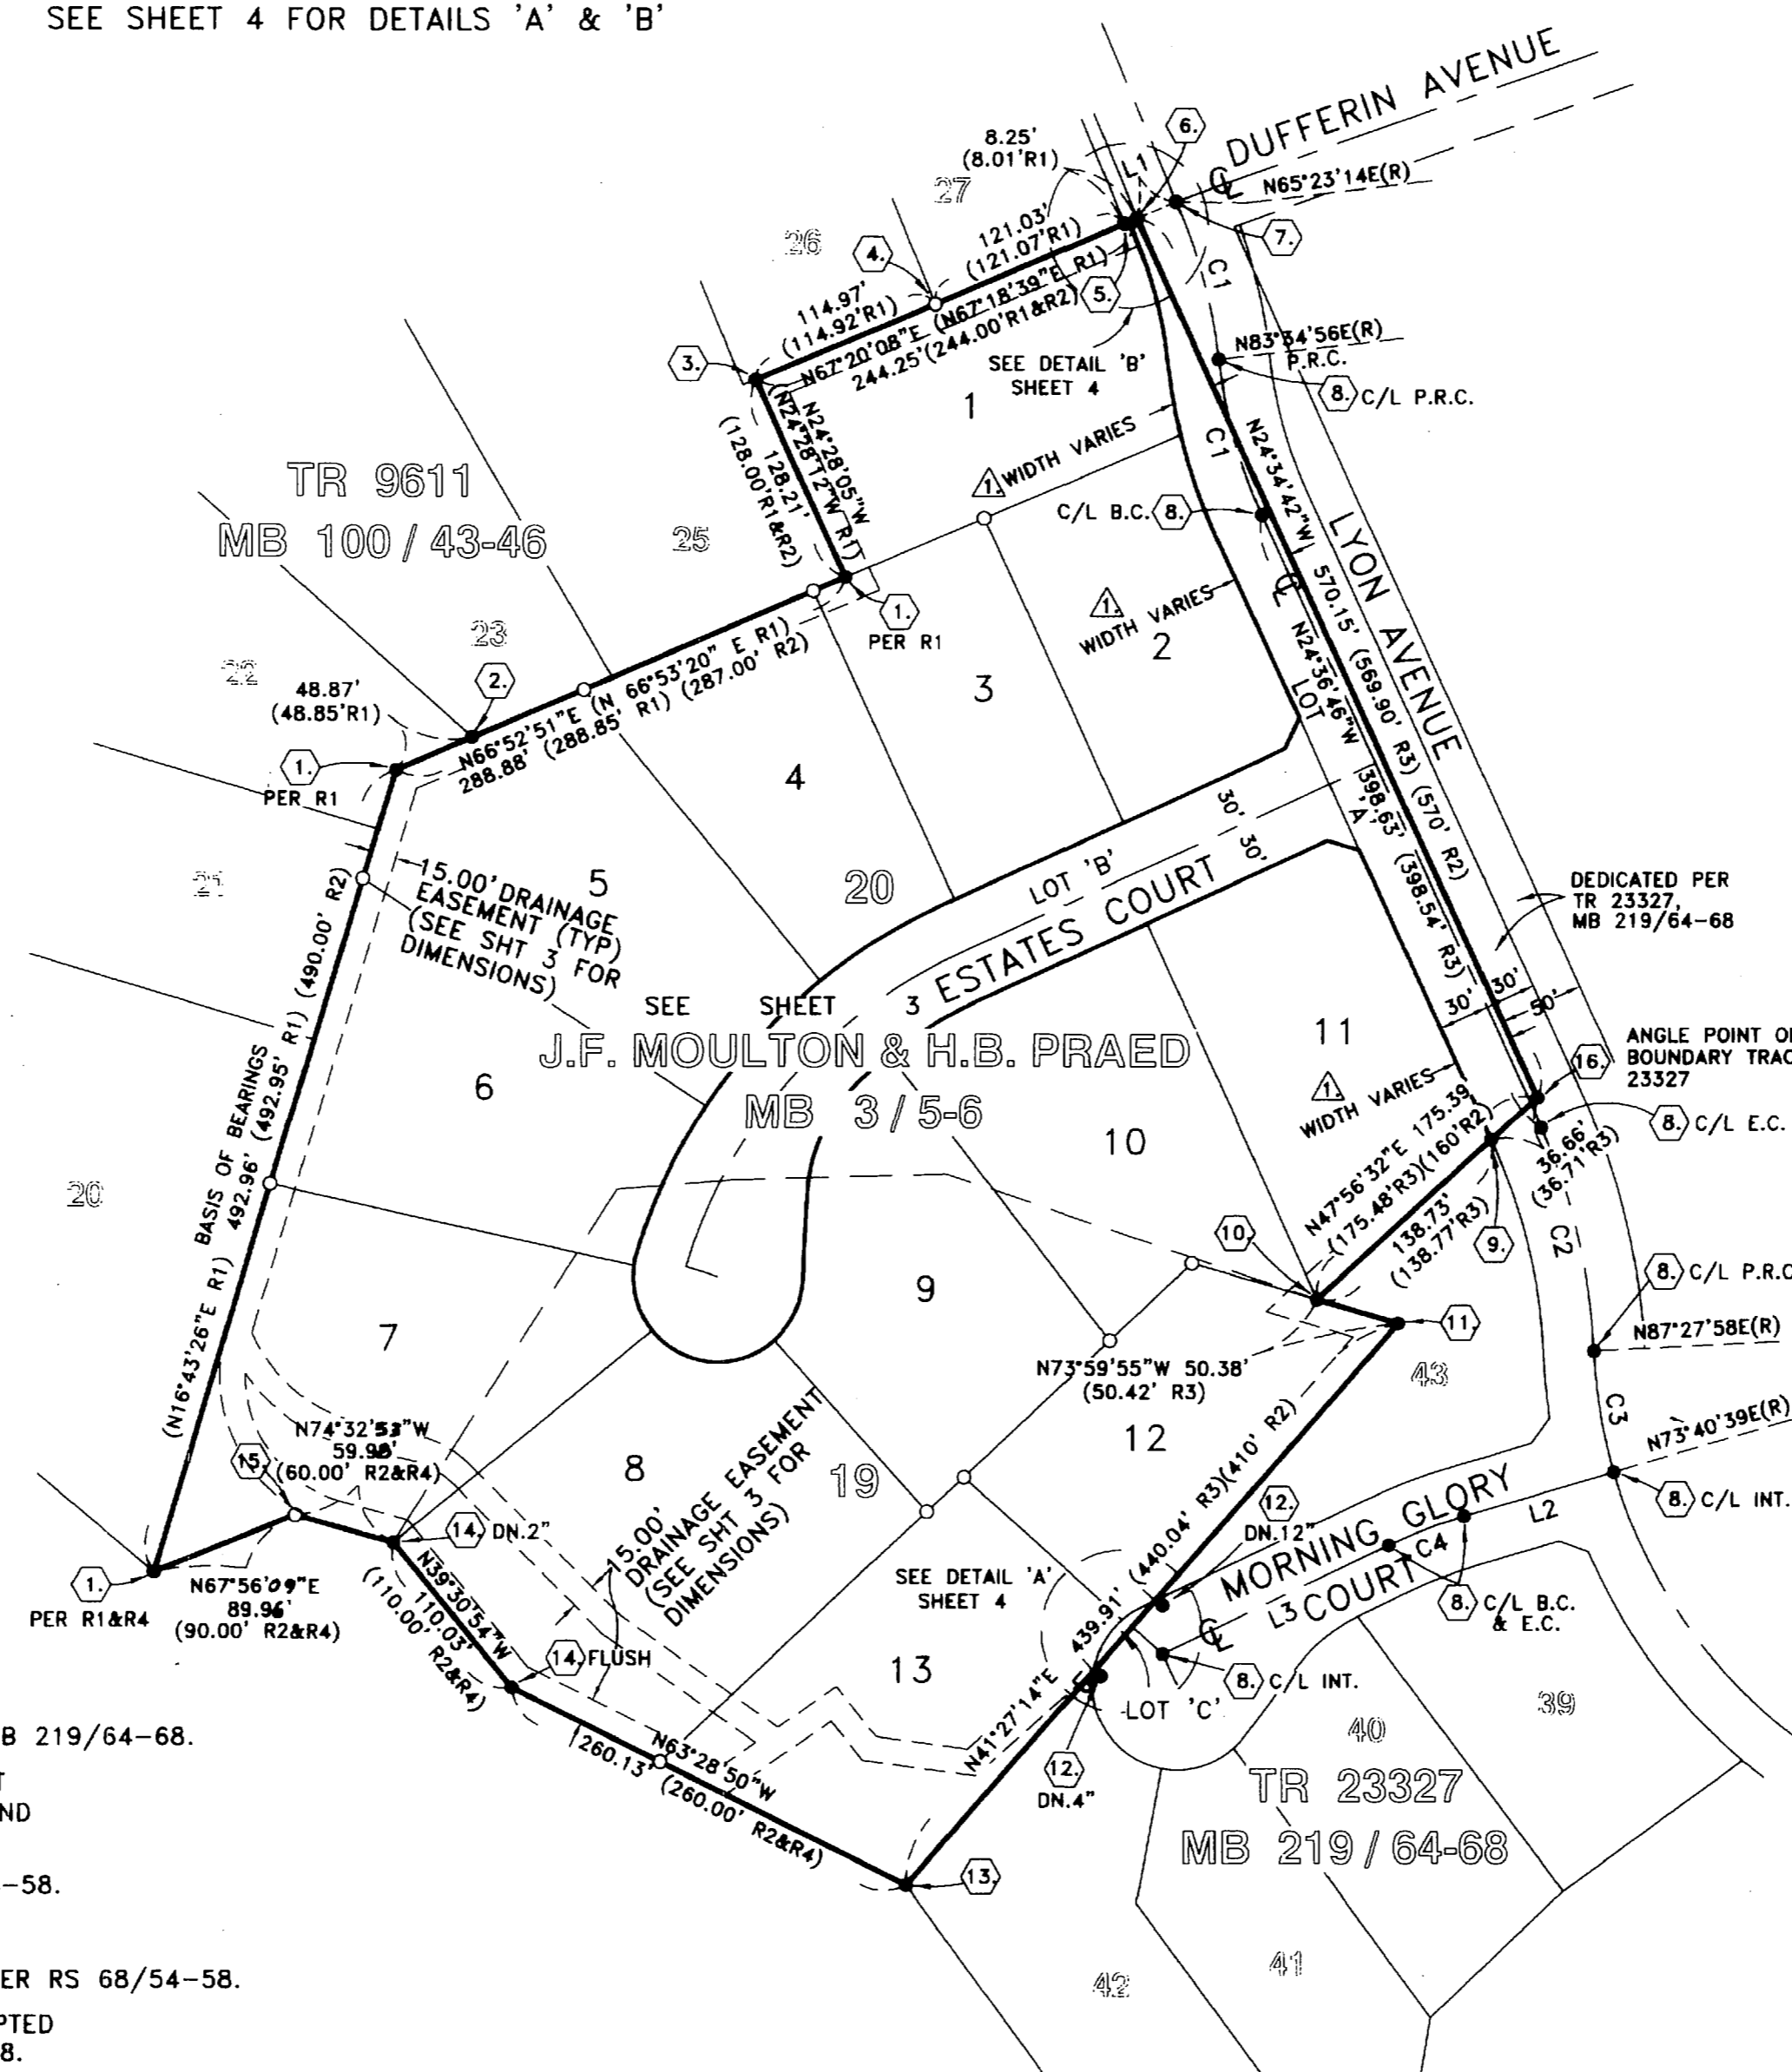 SEE SHEET 4 FOR DETAILS 'A' & 'B'
DUFFERIN AVENUE
6.
8.25'
(8.01'R1)
L1
C/L
N65°23'14E(R)
27
7.
26
4.
121.03'
(121.07'R1)
5.
C1
114.97'
(114.92'R1)
N67°20'08"E (N67°18'39"E R1)
244.25'(244.00'R1&R2)
3.
SEE DETAIL 'B'
SHEET 4
N83°34'56E(R)
P.R.C.
8. C/L P.R.C.
1
N24°28'05"W
(N24°28'12"W R1)
128.21'
(128.00'R1&R2)
1. WIDTH VARIES
C1
N24°34'42"W 570.15' (569.90' R3) (570' R2)
TR 9611
MB 100 / 43-46
25
C/L B.C. 8.
LYON AVENUE
C/L
1.
PER R1
1.
WIDTH VARIES
2
23
22
2.
3
N24°36'46"W 398.63' (398.54' R3)
LOT 'A'
48.87'
(48.85'R1)
N66°52'51"E (N 66°53'20" E R1)
288.88' (288.85' R1) (287.00' R2)
1.
PER R1
4
30' 30'
21
15.00'DRAINAGE
EASEMENT (TYP)
(SEE SHT 3 FOR
DIMENSIONS)
5
20
LOT 'B'
ESTATES COURT
DEDICATED PER
TR 23327,
MB 219/64-68
30' 30' 50'
SEE SHEET 3
J.F. MOULTON & H.B. PRAED
MB 3 / 5-6
11
ANGLE POINT O
BOUNDARY TRAC
23327
16.
BASIS OF BEARINGS
(N16°43'26"E R1) 492.96' (492.95' R1) (490.00' R2)
6
1.
WIDTH VARIES
8. C/L E.C.
10
N47°56'32"E 175.39
(175.48'R3)(160'R2)
36.66'
(36.71'R3)
20
138.73'
(138.77'R3)
9.
C2
10.
8. C/L P.R.C
9
7
11.
N87°27'58E(R)
N73°59'55"W 50.38'
(50.42' R3)
43
C3
N73°40'39E(R)
N74°32'53"W
59.98'
(60.00' R2&R4)
15.
8
12
19
15.00'
DRAINAGE EASEMENT
(SEE SHT 3 FOR
DIMENSIONS)
8. C/L INT.
12.
DN.12"
MORNING GLORY
COURT
L2
C4
L3
C/L
14. DN.2"
1.
PER R1&R4
N67°56'09"E
89.96'
(90.00' R2&R4)
N39°30'54"W
110.03'
(110.00' R2&R4)
SEE DETAIL 'A'
SHEET 4
8. C/L B.C.
& E.C.
14. FLUSH
13
8. C/L INT.
LOT 'C'
N41°27'14"E 439.91' (440.04' R3)(410' R2)
39
40
B 219/64-68.
N63°28'50"W
260.13' (260.00' R2&R4)
12.
DN.4"
T
ND
TR 23327
MB 219 / 64-68
13.
-58.
42
41
ER RS 68/54-58.
PTED
8.